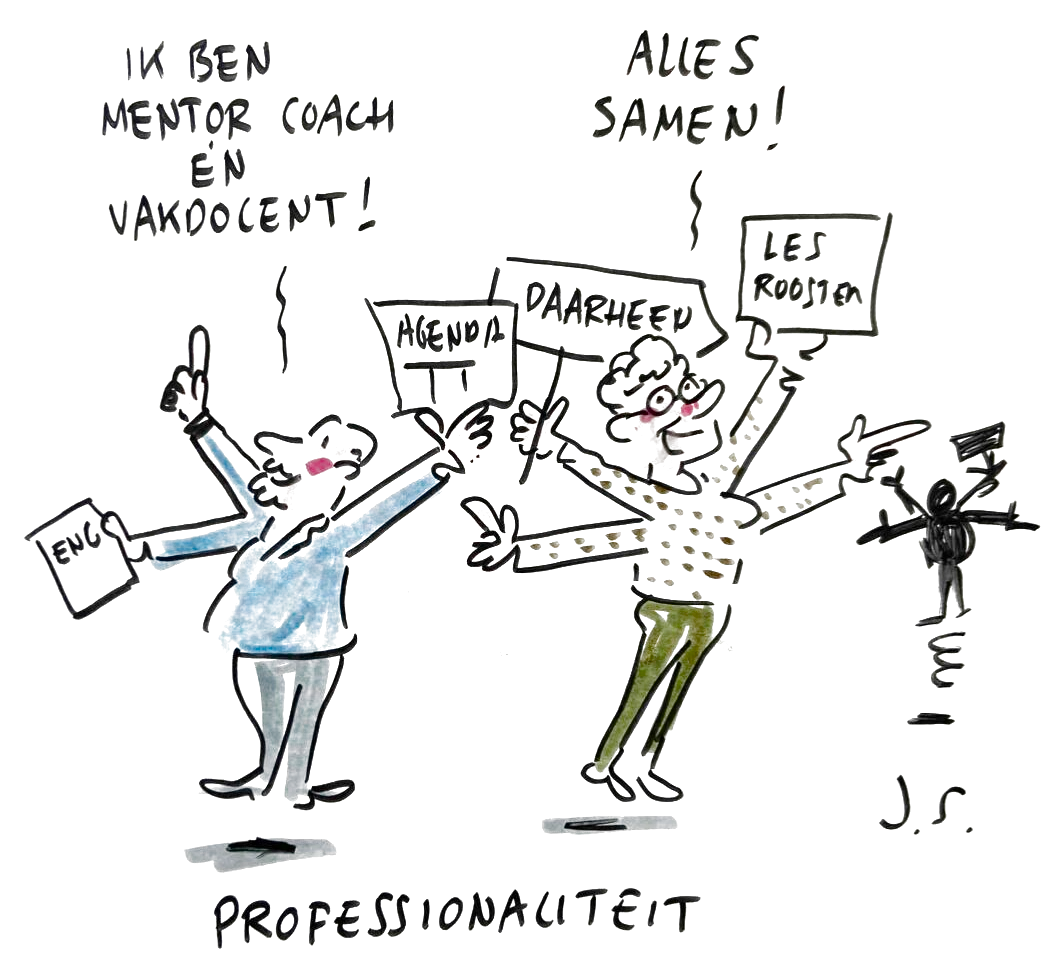 IK BEN
MENTOR COACH
ÉN
VAKDOCENT!
ALLES
SAMEN!
LES
ROOSTER
DAARHEEN
AGENDA
ENG
J.S.
PROFESSIONALITEIT